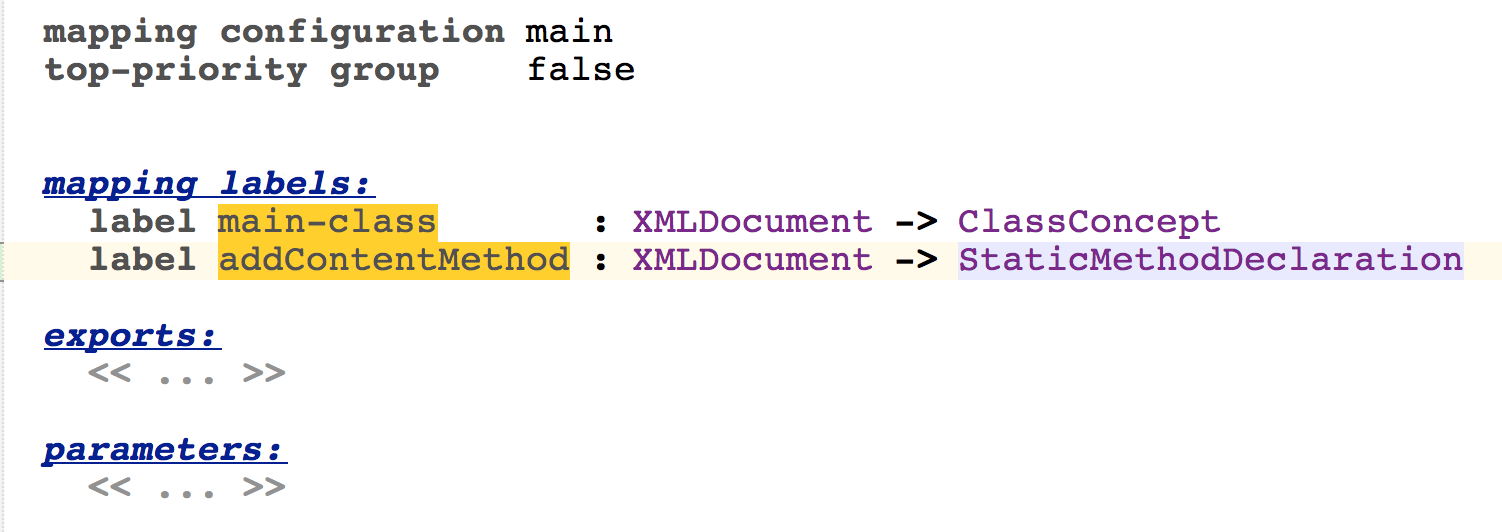 mapping configuration main
top-priority group false
mapping labels:
label main-class : XMLDocument -> ClassConcept
label addContentMethod : XMLDocument -> StaticMethodDeclaration
exports:
<< ... >>
parameters:
<< ... >>